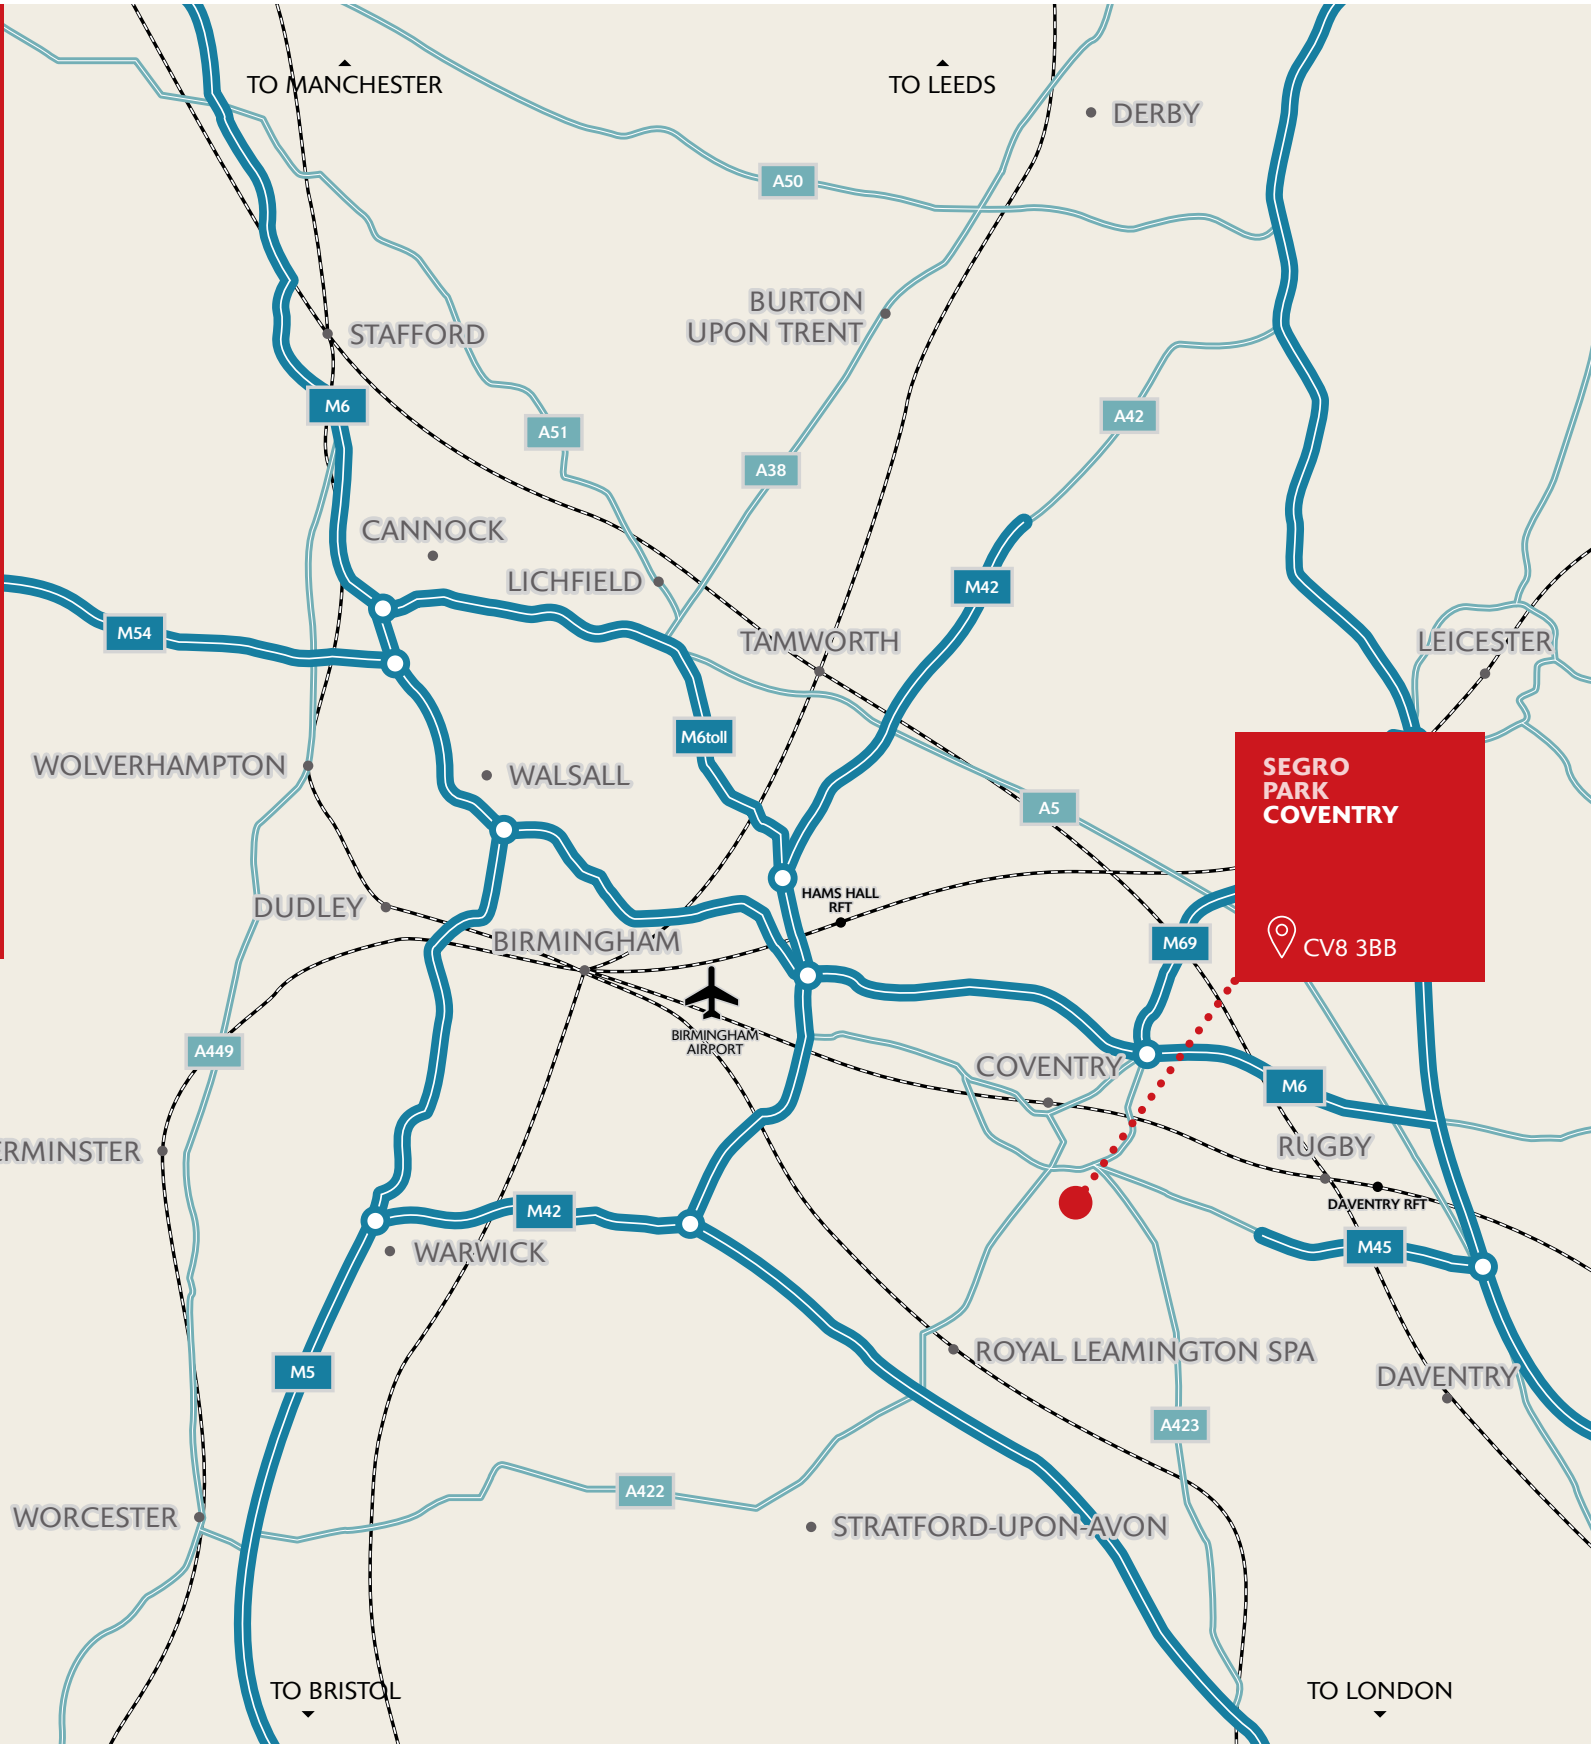 TO MANCHESTER
TO LEEDS
DERBY
A50
BURTON
UPON TRENT
STAFFORD
M6
A51
A42
A38
CANNOCK
LICHFIELD
M42
M54
TAMWORTH
LEICESTER
M6toll
WOLVERHAMPTON
WALSALL
A5
SEGRO
PARK
COVENTRY
CV8 3BB
HAMS HALL
RFT
DUDLEY
BIRMINGHAM
M69
BIRMINGHAM
AIRPORT
A449
COVENTRY
M6
ERMINSTER
RUGBY
DAVENTRY RFT
M42
WARWICK
M45
ROYAL LEAMINGTON SPA
M5
DAVENTRY
A423
A422
WORCESTER
STRATFORD-UPON-AVON
TO BRISTOL
TO LONDON